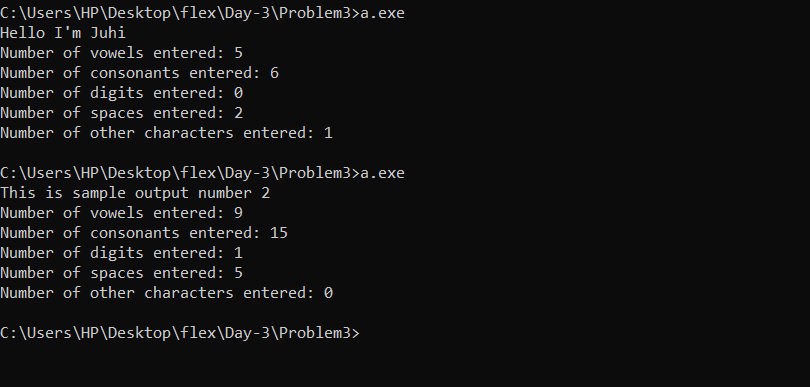 C:\Users\HP\Desktop\flex\Day-3\Problem3>a.exe
Hello I'm Juhi
Number of vowels entered: 5
Number of consonants entered: 6
Number of digits entered: 0
Number of spaces entered: 2
Number of other characters entered: 1
C:\Users\HP\Desktop\flex\Day-3\Problem3>a.exe
This is sample output number 2
Number of vowels entered: 9
Number of consonants entered: 15
Number of digits entered: 1
Number of spaces entered: 5
Number of other characters entered: 0
C:\Users\HP\Desktop\flex\Day-3\Problem3>